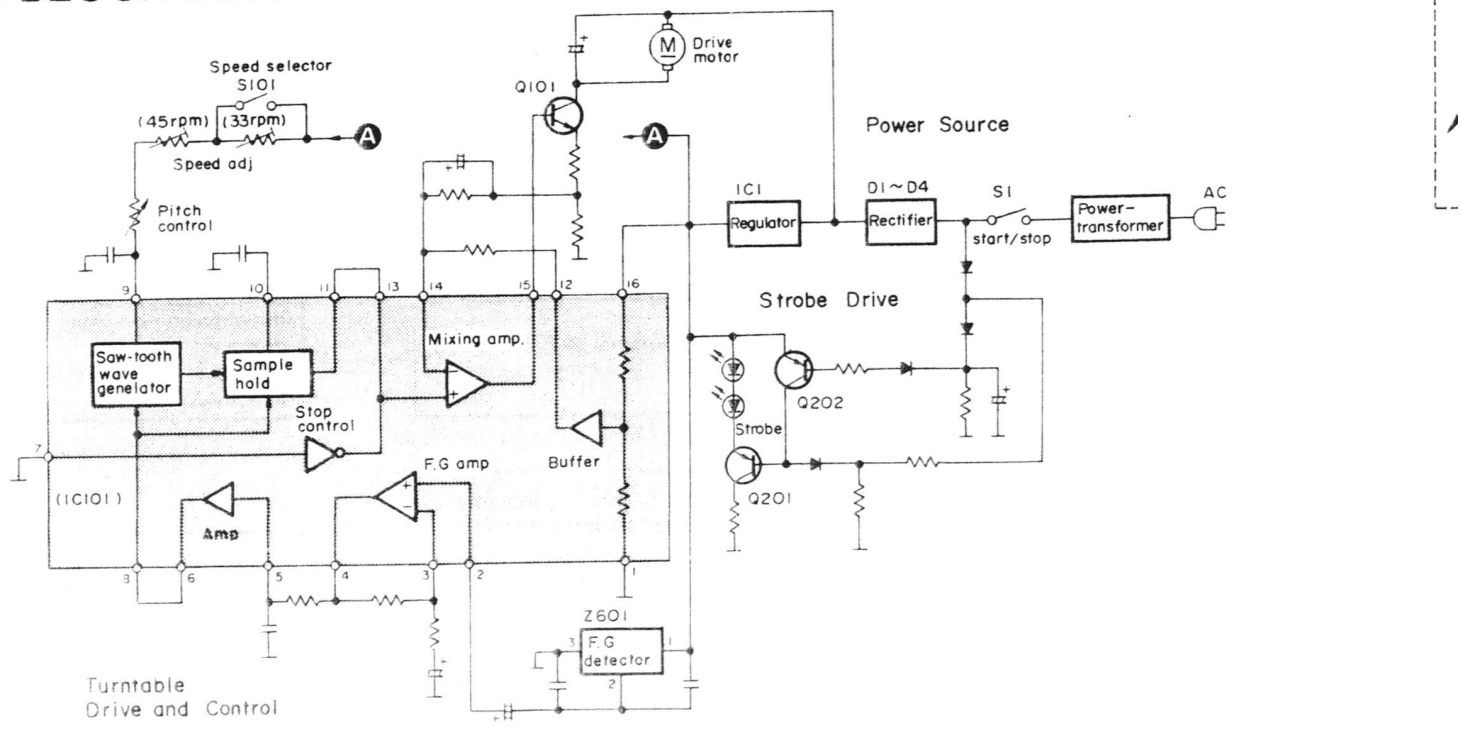 Speed selector
S101
(45rpm)
(33rpm)
A
Speed adj
Pitch
control
Q101
M
Drive
motor
+
A
Power Source
IC1
Regulator
D1~D4
Rectifier
S1
start/stop
Power-
transformer
AC
+
9
10
11
13
14
15
12
16
Saw-tooth
wave
genelator
Sample
hold
Mixing amp.
-
+
Stop
control
7
Buffer
F.G amp
+
-
(IC101)
Amp
8
6
5
4
3
2
1
Strobe Drive
Strobe
Q202
Q201
+
+
Z601
3
F.G
detector
1
2
+
Turntable
Drive and Control